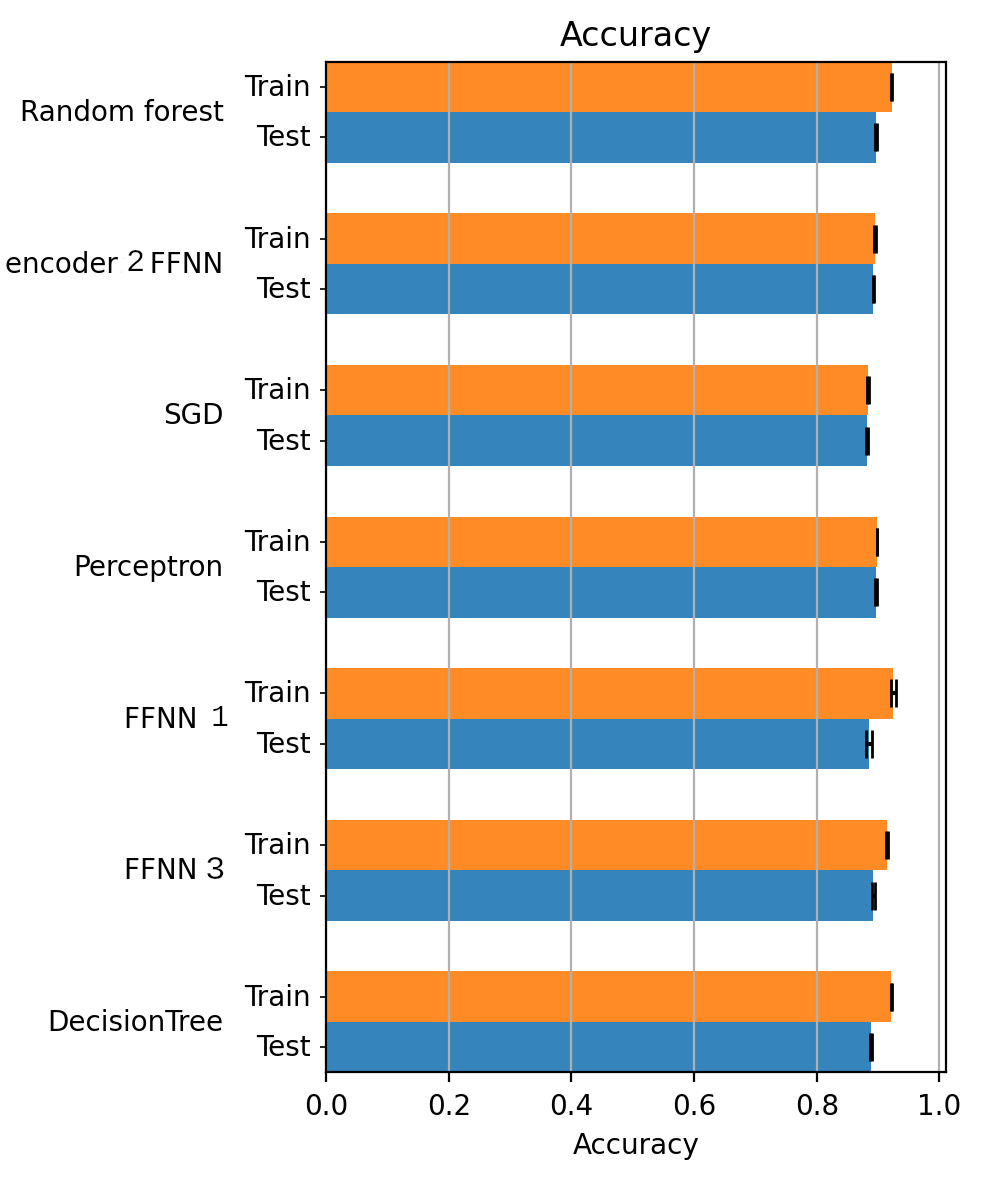 Accuracy
Train
Random forest
Test
Train
encoder 2 FFNN
Test
Train
SGD
Test
Train
Perceptron
Test
Train
FFNN 1
Test
Train
FFNN 3
Test
Train
DecisionTree
Test
0.0 0.2 0.4 0.6 0.8 1.0
Accuracy